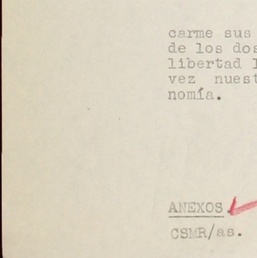 carme sus
de los dos
libertad l
vez nuest
nomía.
ANEXOS.
CSMR/as.